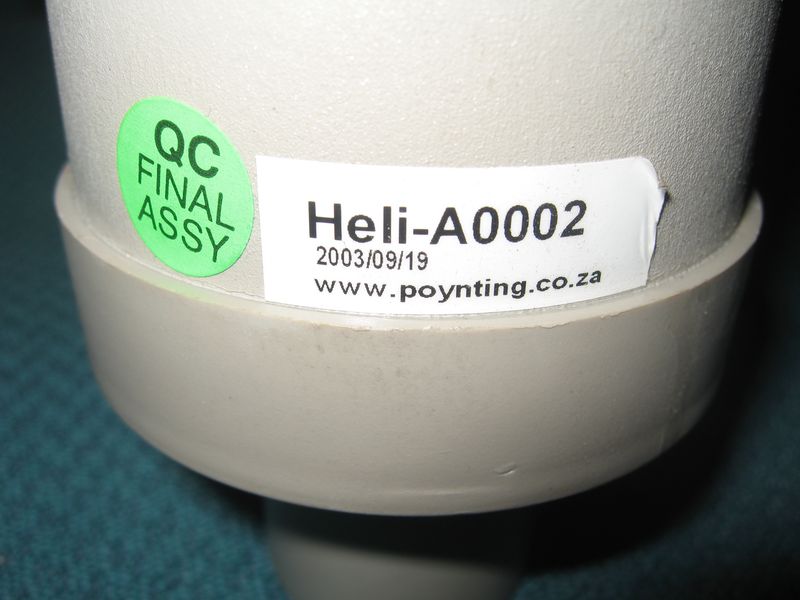 QC
FINAL
ASSY
Heli-A0002
2003/09/19
www.poynting.co.za